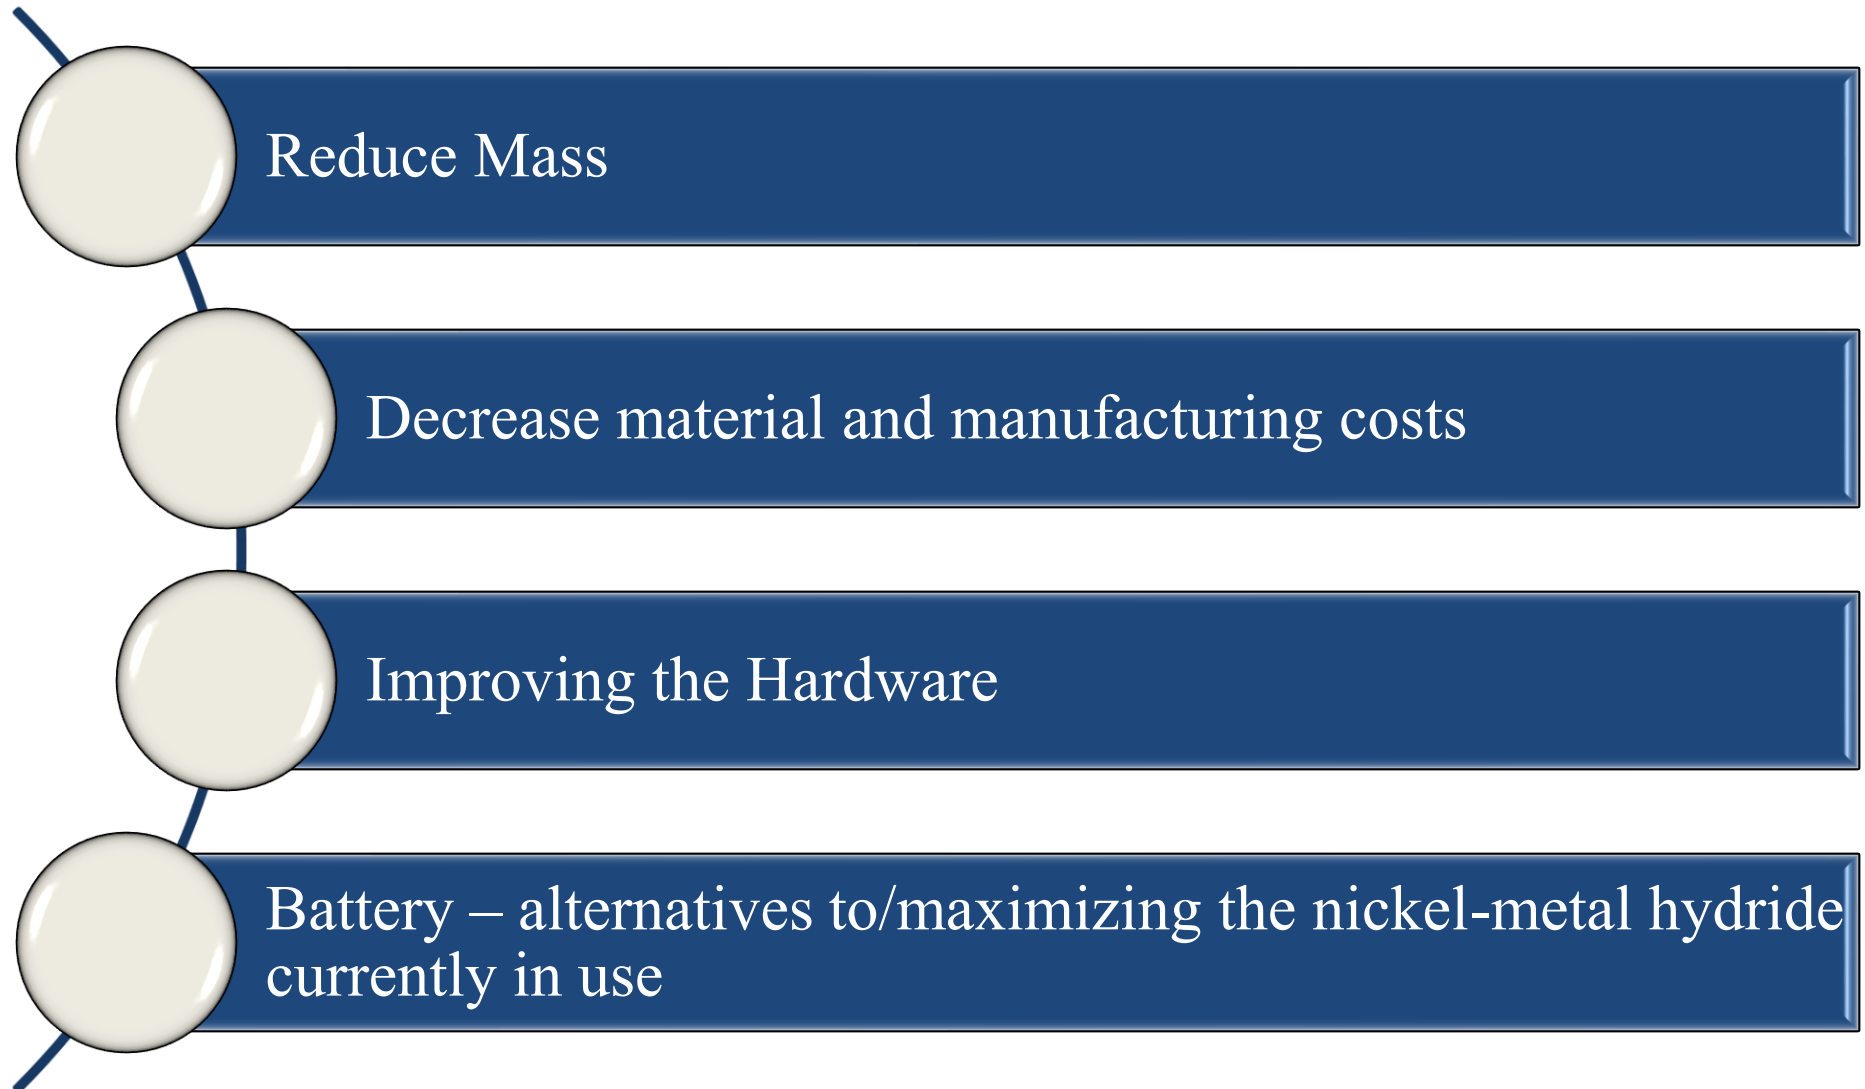 Reduce Mass
Decrease material and manufacturing costs
Improving the Hardware
Battery – alternatives to/maximizing the nickel-metal hydride
currently in use